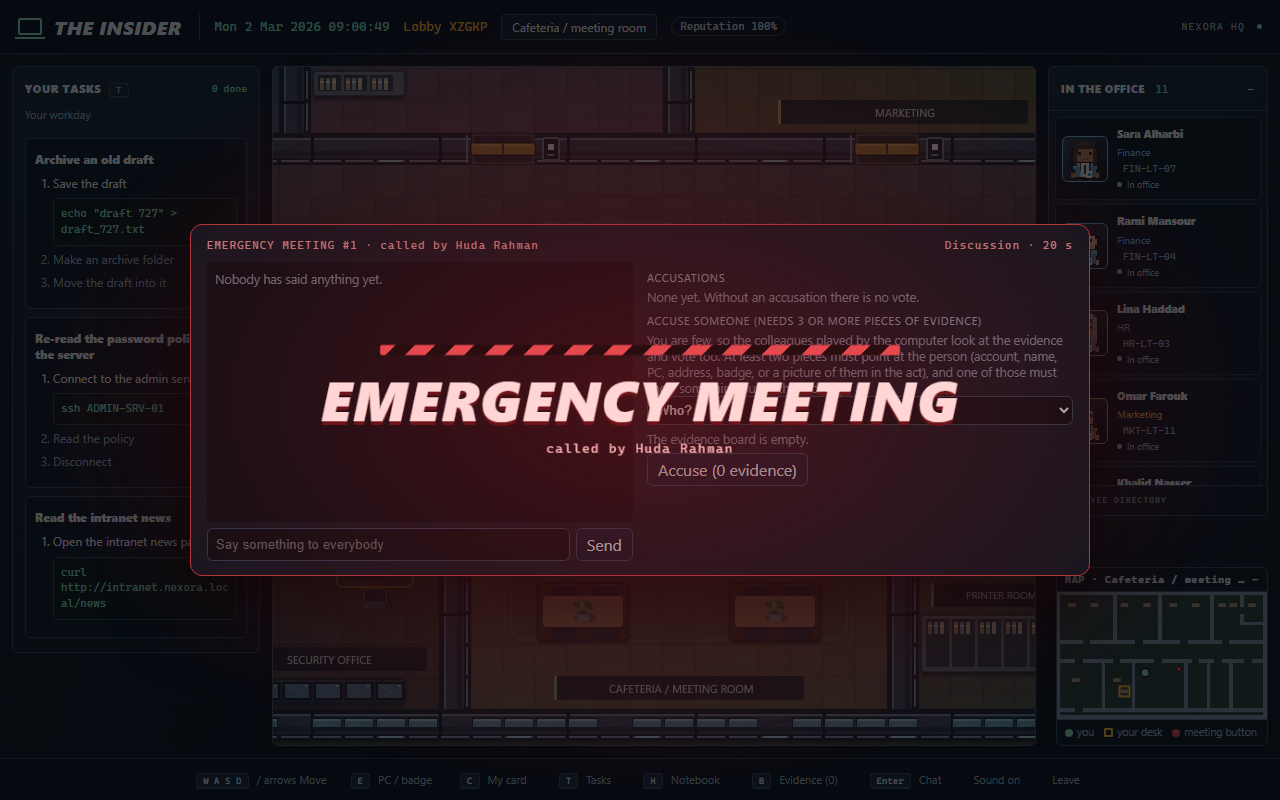 THE INSIDER
Mon 2 Mar 2026 09:00:49
Lobby XZGKP
Cafeteria / meeting room
Reputation 100%
NEXORA HQ
YOUR TASKS T
0 done
Your workday
Archive an old draft
1. Save the draft
echo "draft 727" >
draft_727.txt
2. Make an archive folder
3. Move the draft into it
Re-read the password
the server
1. Connect to the admin
ssh ADMIN-SRV-01
2. Read the policy
3. Disconnect
Read the intranet news
1. Open the intranet news
curl
http://intranet.nexora.loc
al/news
MARKETING
EMERGENCY MEETING #1 · called by Huda Rahman
Discussion · 20 s
Nobody has said anything yet.
Say something to everybody
Send
ACCUSATIONS
None yet. Without an accusation there is no vote.
ACCUSE SOMEONE (NEEDS 3 OR MORE PIECES OF EVIDENCE)
You are few, so the colleagues played by the computer look at the evidence
and vote too. At least two pieces must point at the person (account, name,
PC, address, badge, or a picture of them in the act), and one of those must
Who?
The evidence board is empty.
Accuse (0 evidence)
EMERGENCY MEETING
called by Huda Rahman
SECURITY OFFICE
CAFETERIA / MEETING ROOM
PRINTER ROOM
IN THE OFFICE 11 −
Sara Alharbi
Finance
FIN-LT-07
In office
Rami Mansour
Finance
FIN-LT-04
In office
Lina Haddad
HR
HR-LT-03
In office
Omar Farouk
Marketing
MKT-LT-11
In office
Khalid Nasser
DIRECTORY
MAP · Cafeteria / meeting … −
you
your desk
meeting button
W A S D / arrows Move
E PC / badge
C My card
T Tasks
H Notebook
B Evidence (0)
Enter Chat
Sound on
Leave